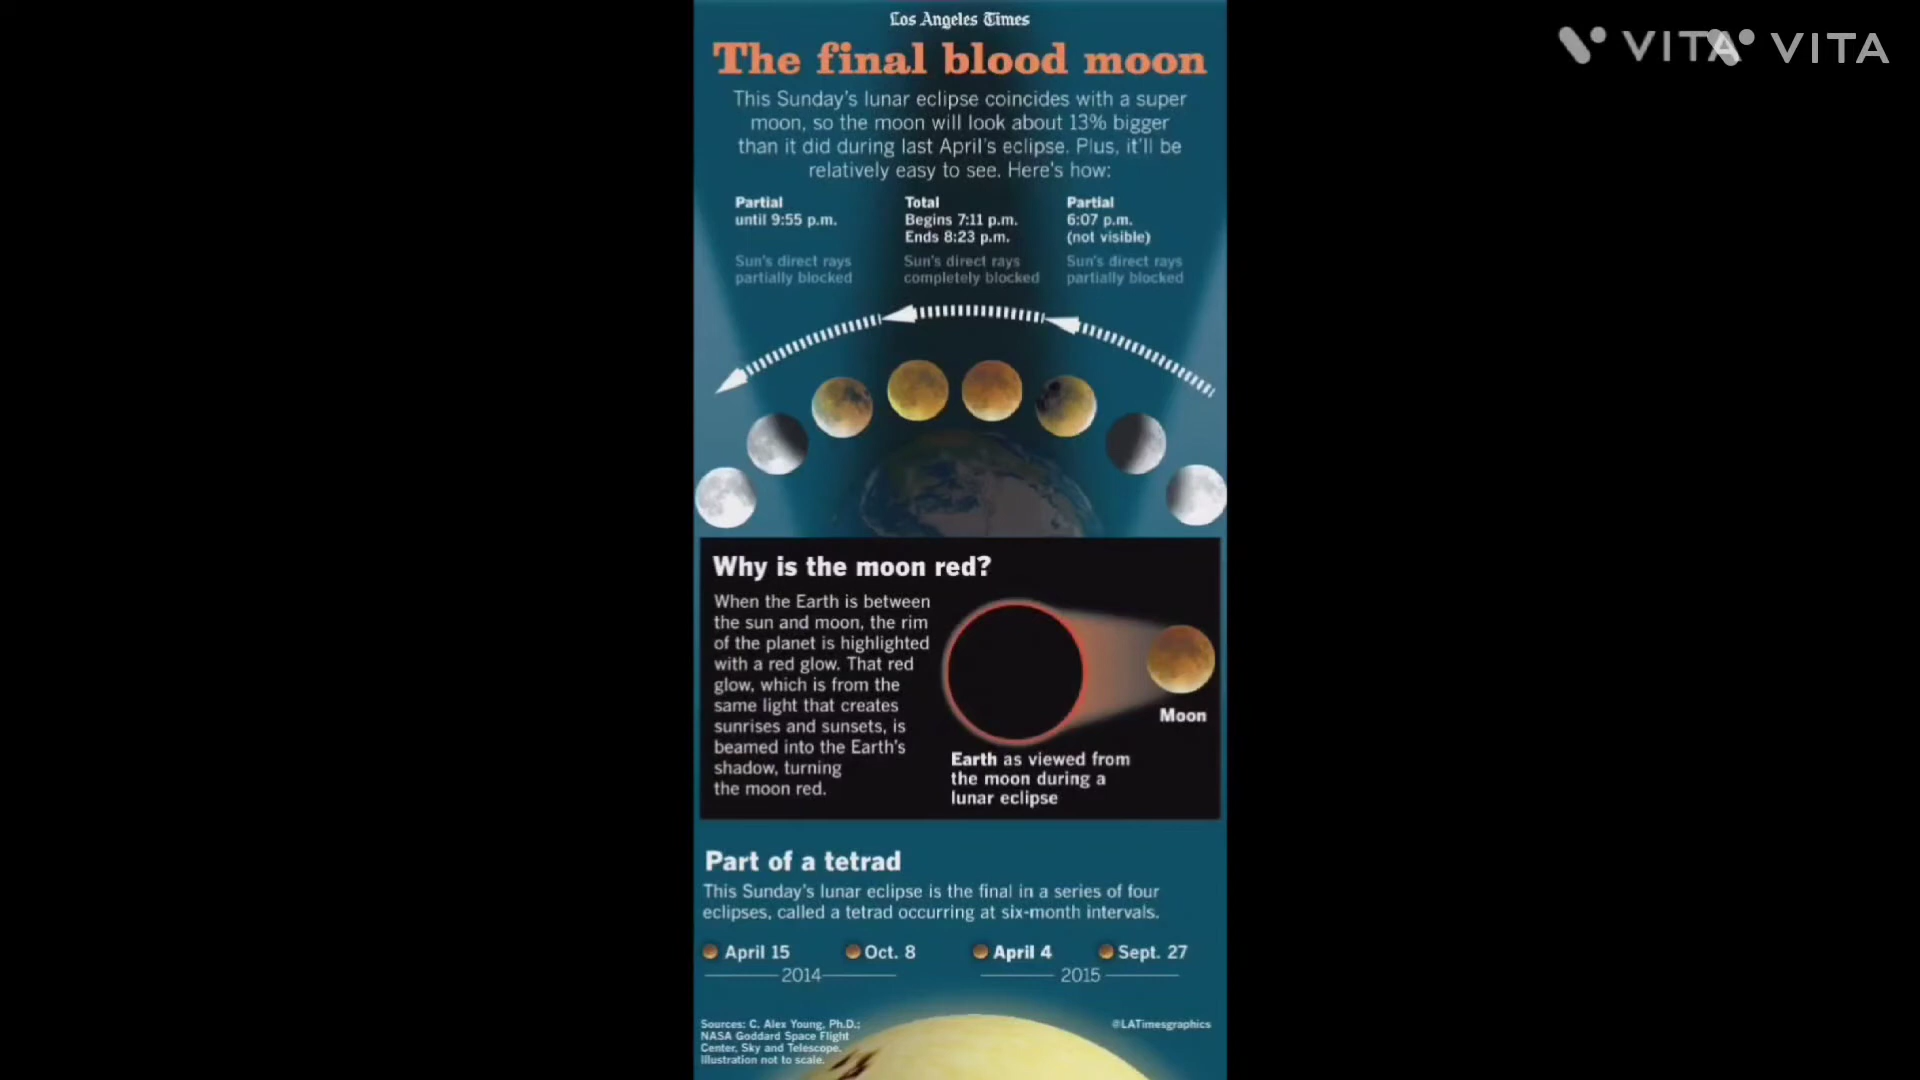 Los Angeles Times
The final blood moon
This Sunday's lunar eclipse coincides with a super
moon, so the moon will look about 13% bigger
than it did during last April's eclipse. Plus, it'll be
relatively easy to see. Here's how:
Partial
until 9:55 p.m.
Sun's direct rays
partially blocked
Total
Begins 7:11 p.m.
Ends 8:23 p.m.
Sun's direct rays
completely blocked
Partial
6:07 p.m.
(not visible)
Sun's direct rays
partially blocked
Why is the moon red?
When the Earth is between
the sun and moon, the rim
of the planet is highlighted
with a red glow. That red
glow, which is from the
same light that creates
sunrises and sunsets, is
beamed into the Earth's
shadow, turning
the moon red.
Moon
Earth as viewed from
the moon during a
lunar eclipse
Part of a tetrad
This Sunday's lunar eclipse is the final in a series of four
eclipses, called a tetrad occurring at six-month intervals.
April 15
Oct. 8
April 4
Sept. 27
2014
2015
Sources: C. Alex Young, Ph.D.;
NASA Goddard Space Flight
Center, Sky and Telescope.
Illustration not to scale.
@LATimesgraphics
VITA
VITA